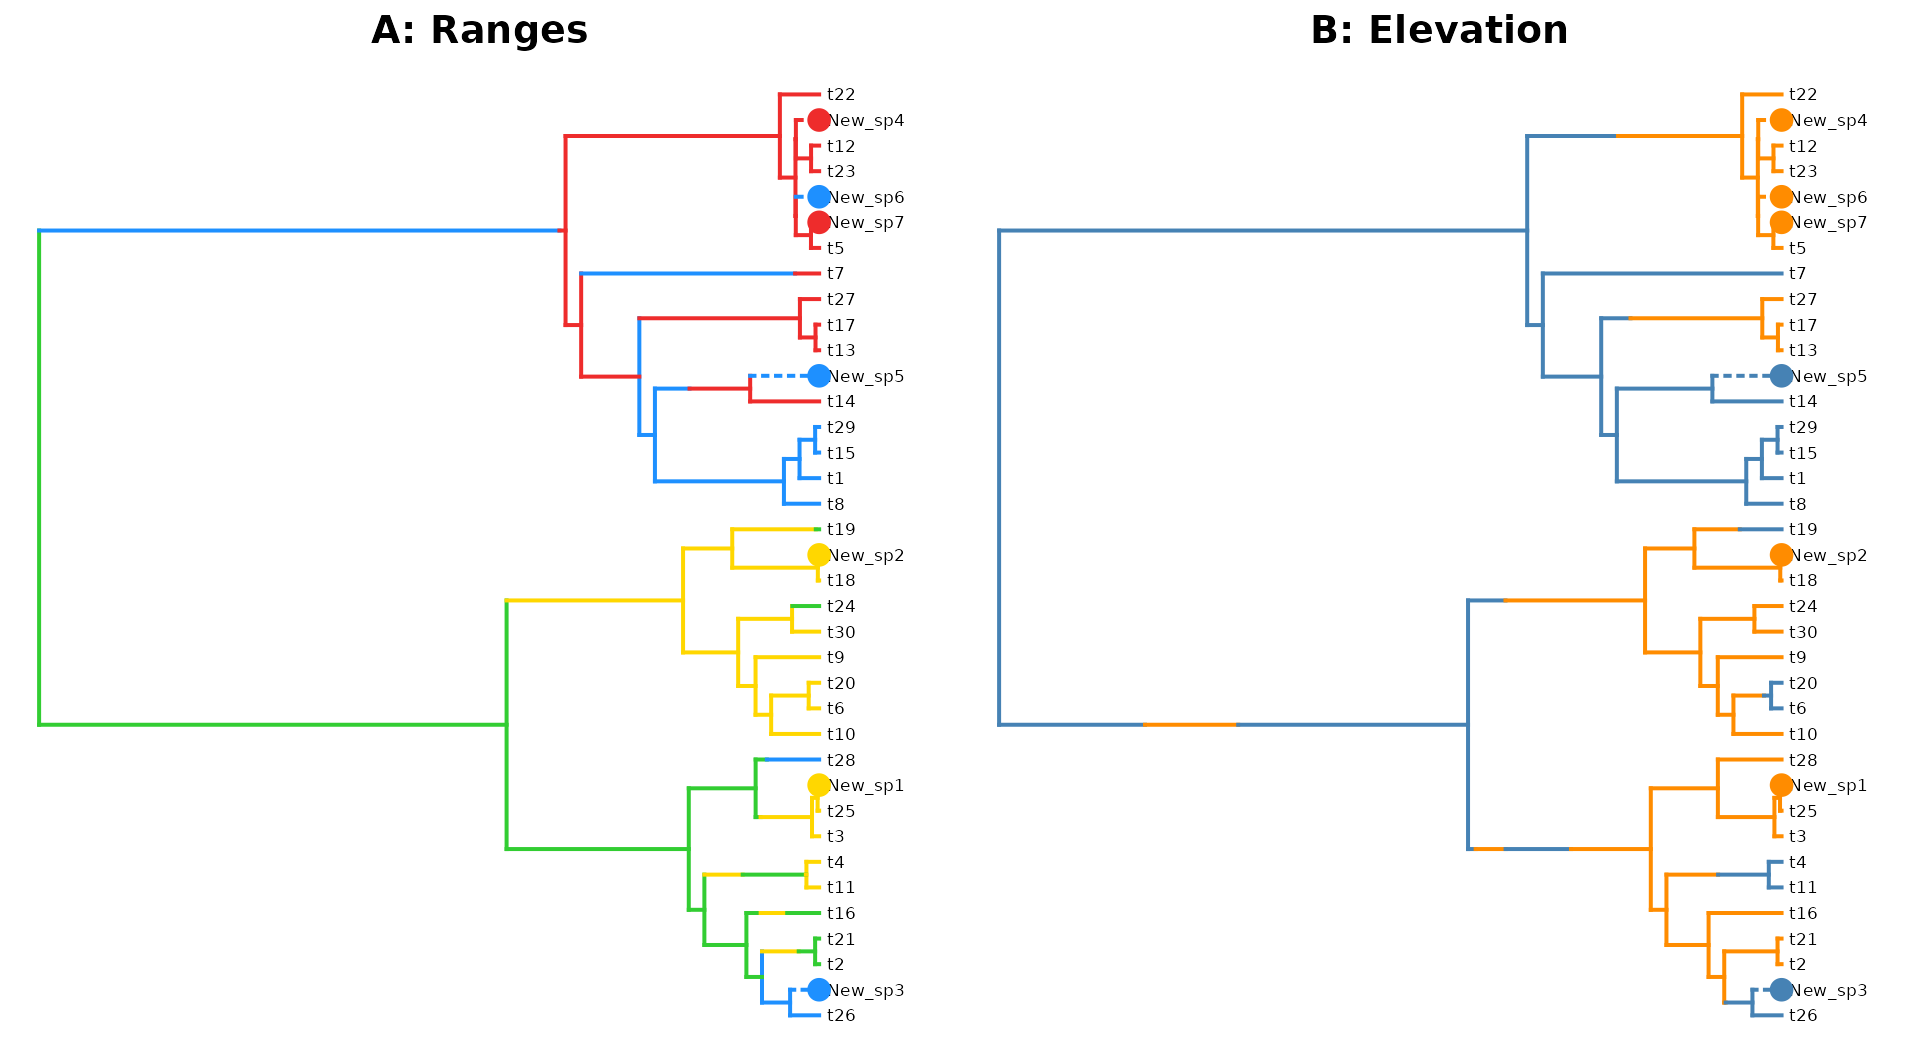 A: Ranges
t22
New_sp4
t12
t23
New_sp6
New_sp7
t5
t7
t27
t17
t13
New_sp5
t14
t29
t15
t1
t8
t19
New_sp2
t18
t24
t30
t9
t20
t6
t10
t28
New_sp1
t25
t3
t4
t11
t16
t21
t2
New_sp3
t26
B: Elevation
t22
New_sp4
t12
t23
New_sp6
New_sp7
t5
t7
t27
t17
t13
New_sp5
t14
t29
t15
t1
t8
t19
New_sp2
t18
t24
t30
t9
t20
t6
t10
t28
New_sp1
t25
t3
t4
t11
t16
t21
t2
New_sp3
t26